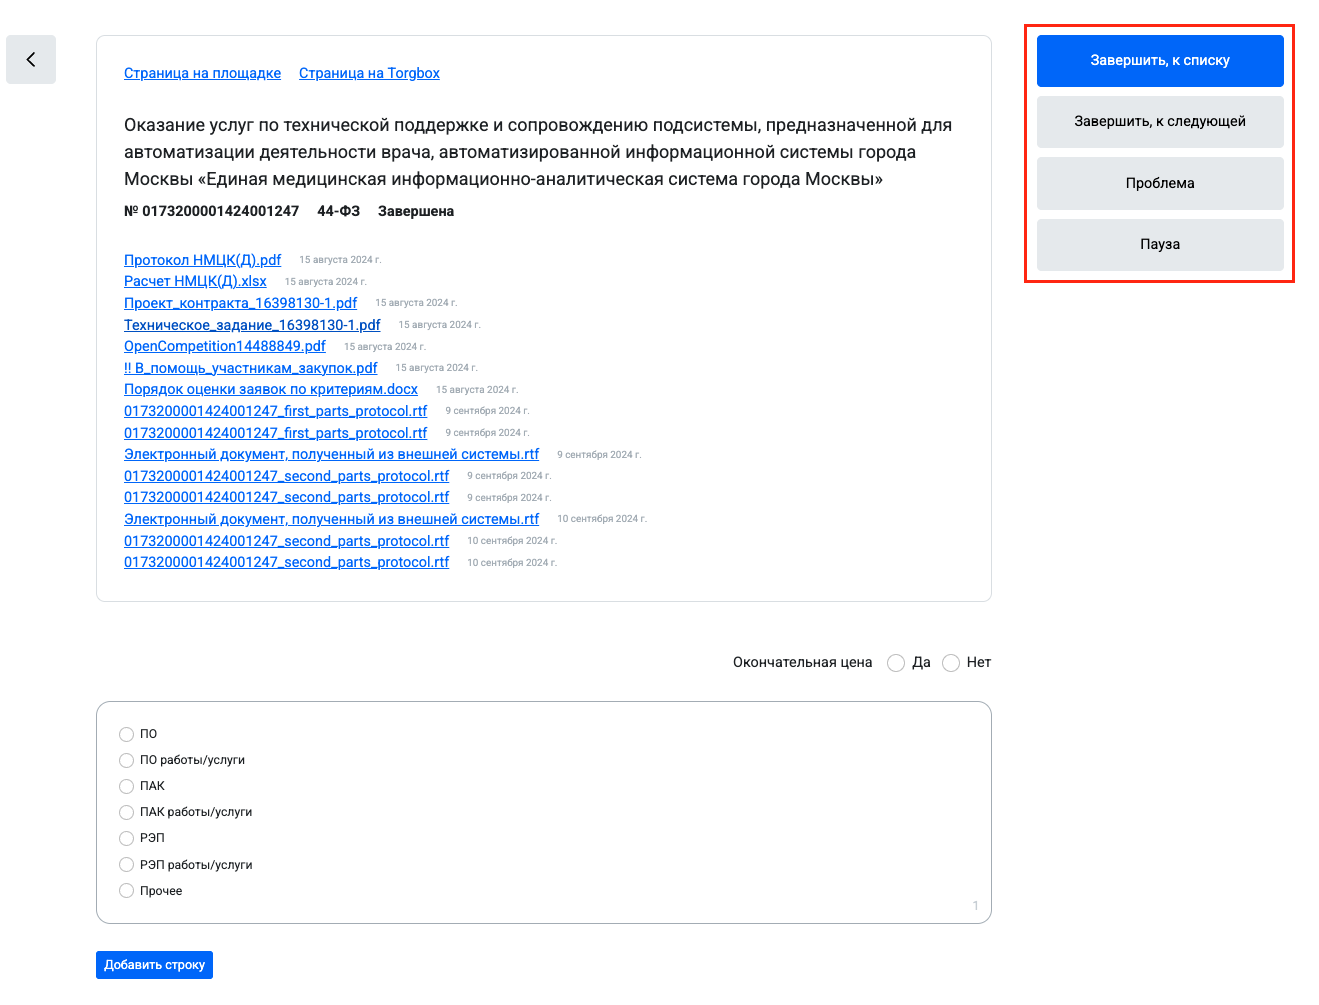 Страница на площадке Страница на Torgbox
Оказание услуг по технической поддержке и сопровождению подсистемы, предназначенной для
автоматизации деятельности врача, автоматизированной информационной системы города
Москвы «Единая медицинская информационно-аналитическая система города Москвы»
№ 0173200001424001247 44-ФЗ Завершена
Протокол НМЦК(Д).pdf 15 августа 2024 г.
Расчет НМЦК(Д).xlsx 15 августа 2024 г.
Проект_контракта_16398130-1.pdf 15 августа 2024 г.
Техническое_задание_16398130-1.pdf 15 августа 2024 г.
OpenCompetition14488849.pdf 15 августа 2024 г.
!! В_помощь_участникам_закупок.pdf 15 августа 2024 г.
Порядок оценки заявок по критериям.docx 15 августа 2024 г.
0173200001424001247_first_parts_protocol.rtf 9 сентября 2024 г.
0173200001424001247_first_parts_protocol.rtf 9 сентября 2024 г.
Электронный документ, полученный из внешней системы.rtf 9 сентября 2024 г.
0173200001424001247_second_parts_protocol.rtf 9 сентября 2024 г.
0173200001424001247_second_parts_protocol.rtf 9 сентября 2024 г.
Электронный документ, полученный из внешней системы.rtf 10 сентября 2024 г.
0173200001424001247_second_parts_protocol.rtf 10 сентября 2024 г.
0173200001424001247_second_parts_protocol.rtf 10 сентября 2024 г.
Завершить, к списку
Завершить, к следующей
Проблема
Пауза
Окончательная цена Да Нет
ПО
ПО работы/услуги
ПАК
ПАК работы/услуги
РЭП
РЭП работы/услуги
Прочее
1
Добавить строку